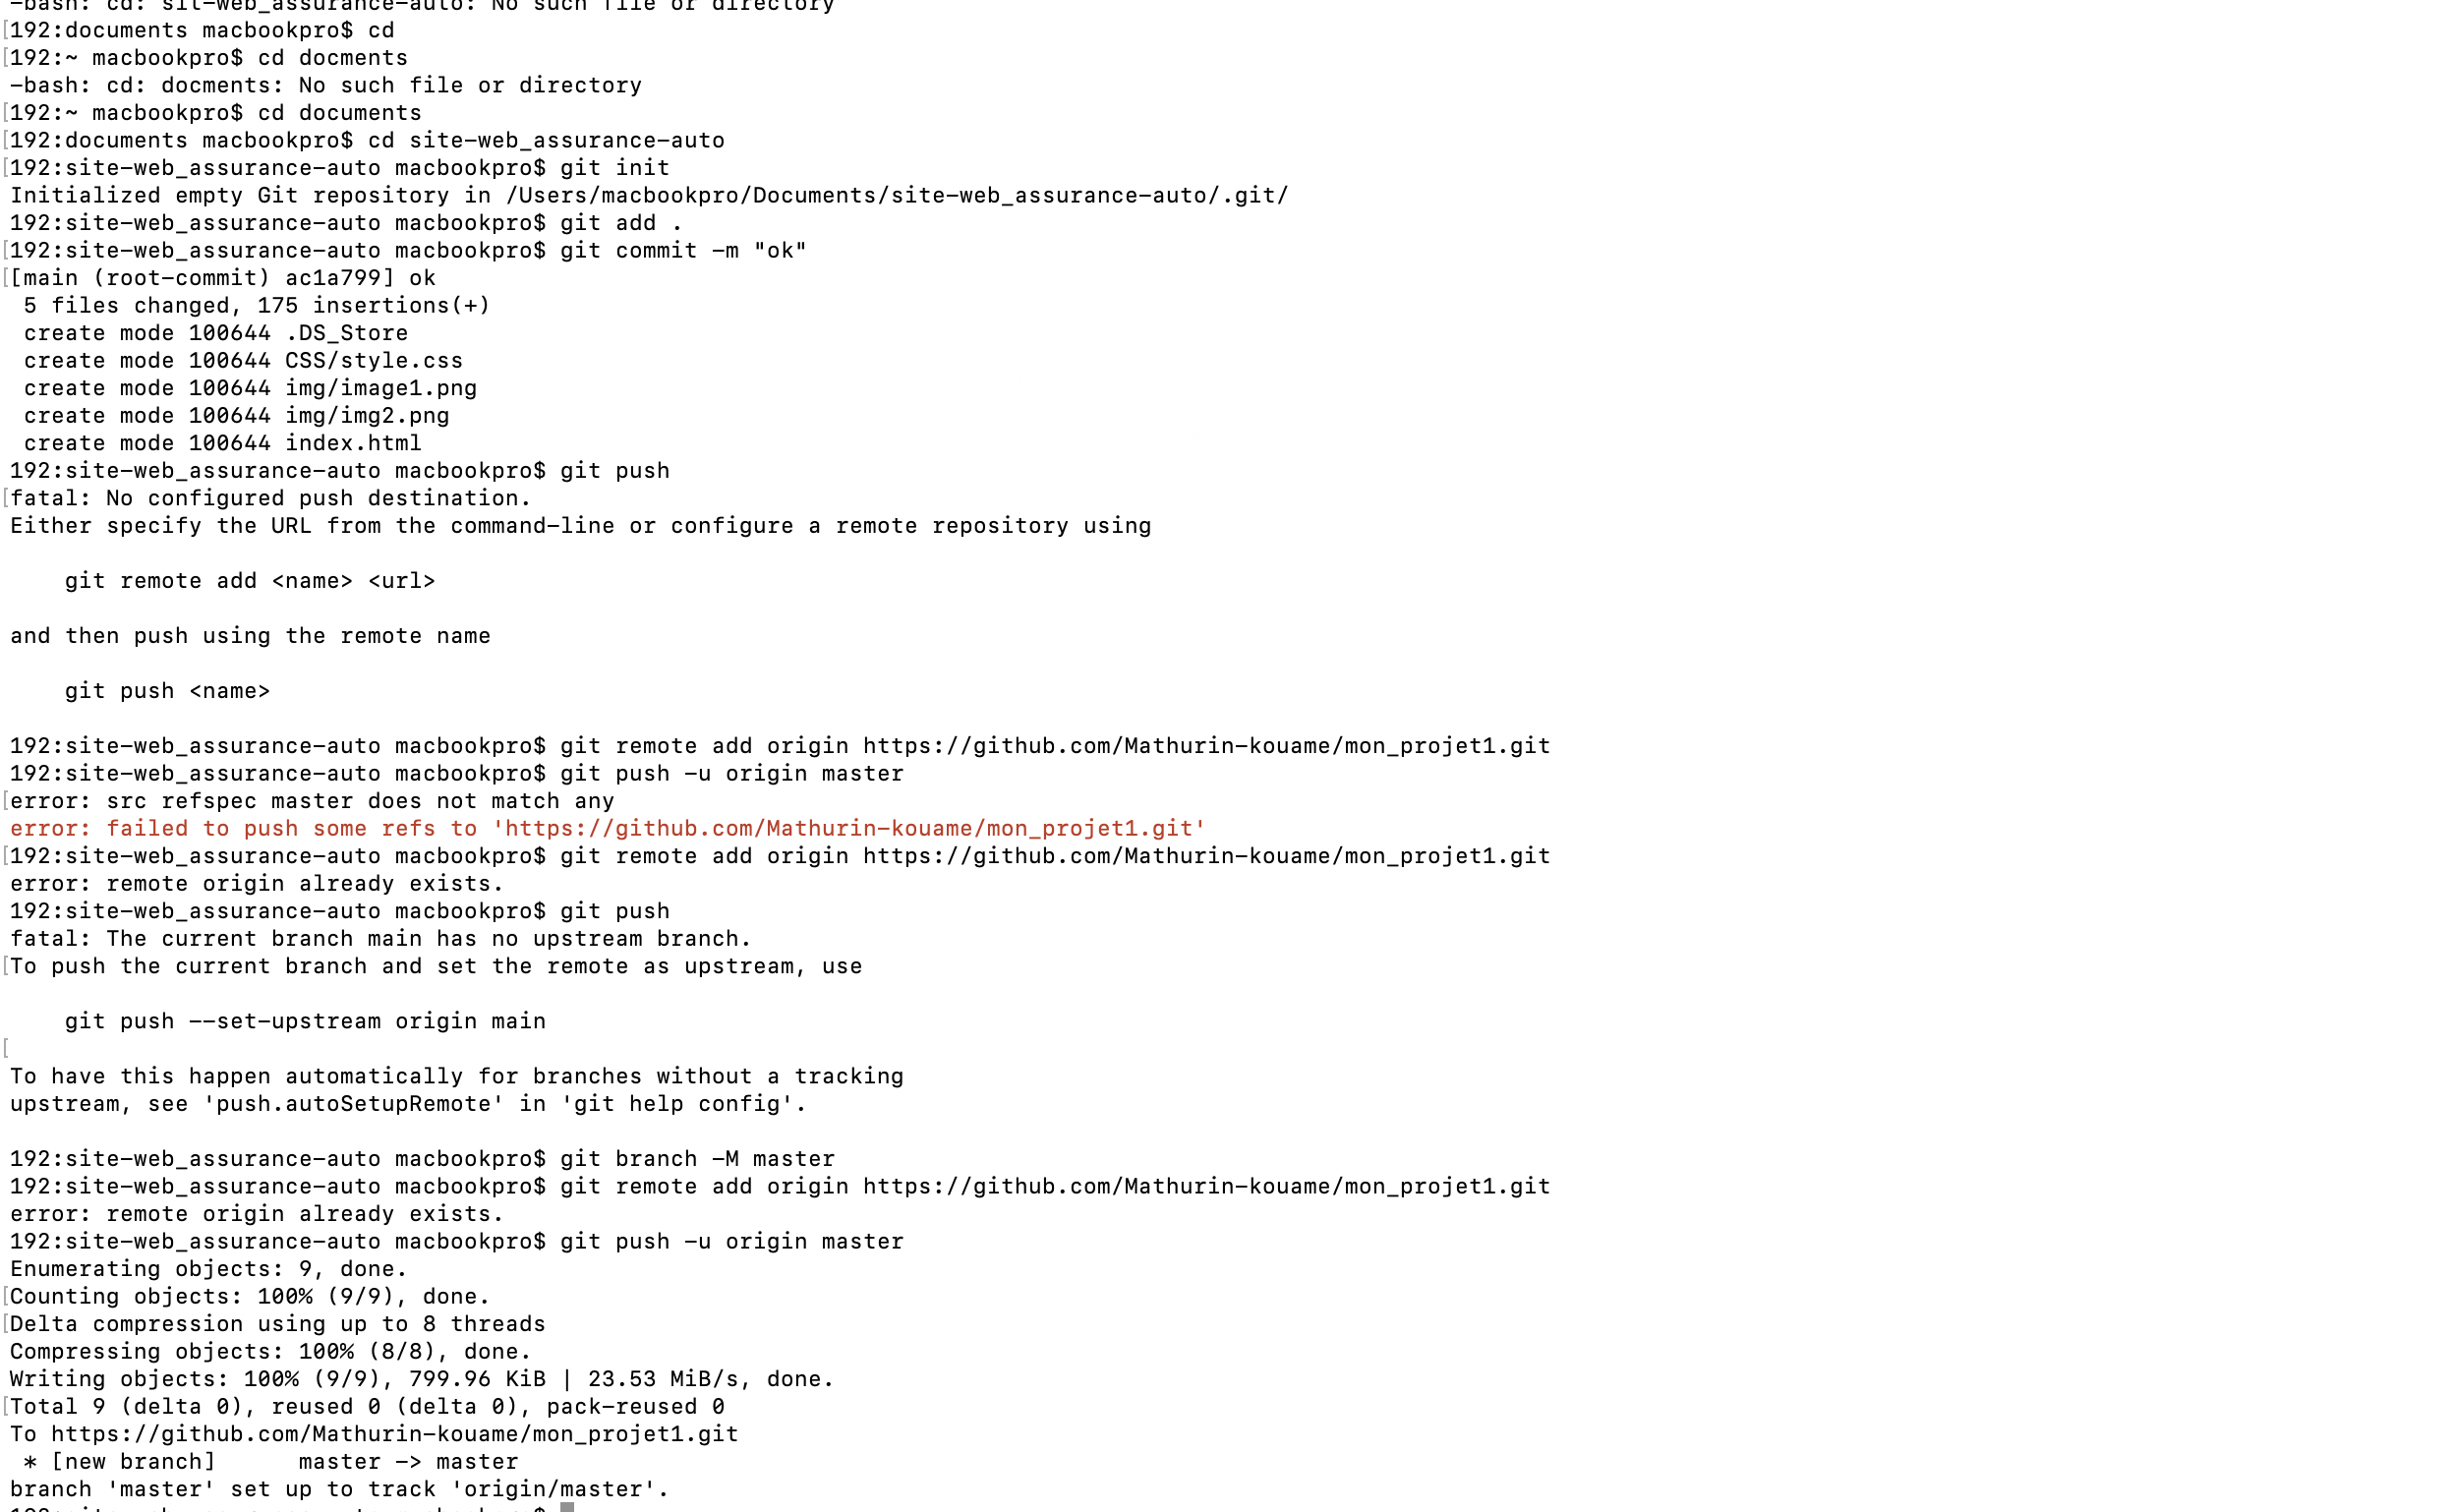 -bash: cd: sit-web_assurance-auto: No such file or directory
[192:documents macbookpro$ cd
[192:~ macbookpro$ cd docments
-bash: cd: docments: No such file or directory
[192:~ macbookpro$ cd documents
[192:documents macbookpro$ cd site-web_assurance-auto
[192:site-web_assurance-auto macbookpro$ git init
Initialized empty Git repository in /Users/macbookpro/Documents/site-web_assurance-auto/.git/
192:site-web_assurance-auto macbookpro$ git add .
[192:site-web_assurance-auto macbookpro$ git commit -m "ok"
[[main (root-commit) ac1a799] ok
 5 files changed, 175 insertions(+)
 create mode 100644 .DS_Store
 create mode 100644 CSS/style.css
 create mode 100644 img/image1.png
 create mode 100644 img/img2.png
 create mode 100644 index.html
192:site-web_assurance-auto macbookpro$ git push
[fatal: No configured push destination.
Either specify the URL from the command-line or configure a remote repository using

    git remote add <name> <url>

and then push using the remote name

    git push <name>

192:site-web_assurance-auto macbookpro$ git remote add origin https://github.com/Mathurin-kouame/mon_projet1.git
192:site-web_assurance-auto macbookpro$ git push -u origin master
[error: src refspec master does not match any
error: failed to push some refs to 'https://github.com/Mathurin-kouame/mon_projet1.git'
[192:site-web_assurance-auto macbookpro$ git remote add origin https://github.com/Mathurin-kouame/mon_projet1.git
error: remote origin already exists.
192:site-web_assurance-auto macbookpro$ git push
fatal: The current branch main has no upstream branch.
[To push the current branch and set the remote as upstream, use

    git push --set-upstream origin main
[
To have this happen automatically for branches without a tracking
upstream, see 'push.autoSetupRemote' in 'git help config'.

192:site-web_assurance-auto macbookpro$ git branch -M master
192:site-web_assurance-auto macbookpro$ git remote add origin https://github.com/Mathurin-kouame/mon_projet1.git
error: remote origin already exists.
192:site-web_assurance-auto macbookpro$ git push -u origin master
Enumerating objects: 9, done.
[Counting objects: 100% (9/9), done.
[Delta compression using up to 8 threads
Compressing objects: 100% (8/8), done.
Writing objects: 100% (9/9), 799.96 KiB | 23.53 MiB/s, done.
[Total 9 (delta 0), reused 0 (delta 0), pack-reused 0
To https://github.com/Mathurin-kouame/mon_projet1.git
 * [new branch]      master -> master
branch 'master' set up to track 'origin/master'.